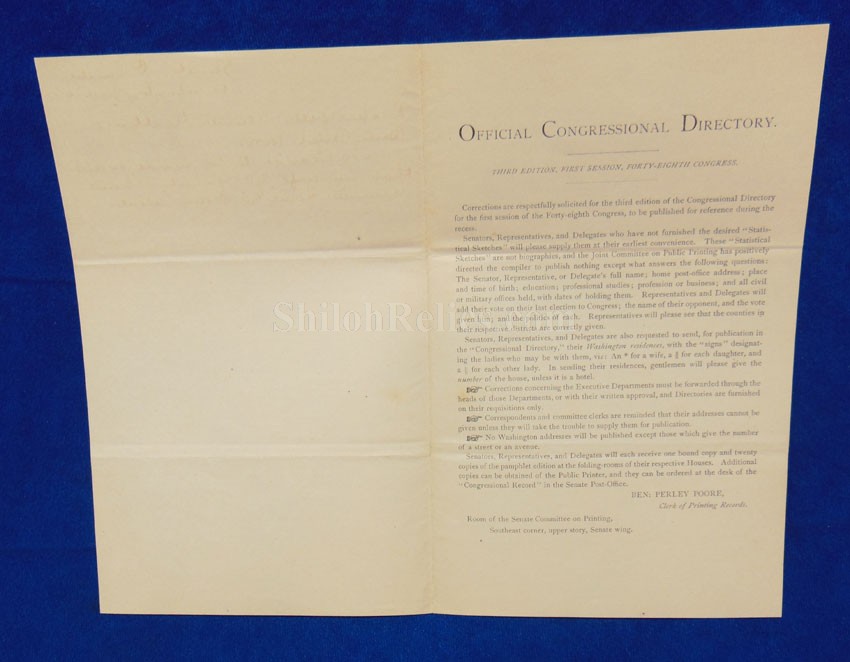 OFFICIAL CONGRESSIONAL DIRECTORY.
THIRD EDITION, FIRST SESSION, FORTY-EIGHTH CONGRESS.
Corrections are respectfully solicited for the third edition of the Congressional Directory
for the first session of the Forty-eighth Congress, to be published for reference during the
recess.
Senators, Representatives, and Delegates who have not furnished the desired "Statis-
tical Sketches" will please supply them at their earliest convenience. These "Statistical
Sketches" are not biographies, and the Joint Committee on Public Printing has positively
directed the compiler to publish nothing except what answers the following questions:
The Senator, Representative, or Delegate's full name; home post-office address; place
and time of birth; education; professional studies; profession or business; and all civil
or military offices held, with dates of holding them. Representatives and Delegates will
add their vote on their last election to Congress; the name of their opponent, and the vote
given him; and the politics of each. Representatives will please see that the counties in
their respective districts are correctly given.
ShilohRel
Senators, Representatives, and Delegates are also requested to send, for publication in
the "Congressional Directory," their Washington residences, with the "signs" designat-
ing the ladies who may be with them, viz: An * for a wife, a for each daughter, and
a for each other lady. In sending their residences, gentlemen will please give the
number of the house, unless it is a hotel.
☞ Corrections concerning the Executive Departments must be forwarded through the
heads of those Departments, or with their written approval, and Directories are furnished
on their requisitions only.
☞ Correspondents and committee clerks are reminded that their addresses cannot be
given unless they will take the trouble to supply them for publication.
☞ No Washington addresses will be published except those which give the number
of a street or an avenue.
Senators, Representatives, and Delegates will each receive one bound copy and twenty
copies of the pamphlet edition at the folding-rooms of their respective Houses. Additional
copies can be obtained of the Public Printer, and they can be ordered at the desk of the
"Congressional Record" in the Senate Post-Office.
BEN: PERLEY POORE,
Clerk of Printing Records.
Room of the Senate Committee on Printing,
Southeast corner, upper story, Senate wing.